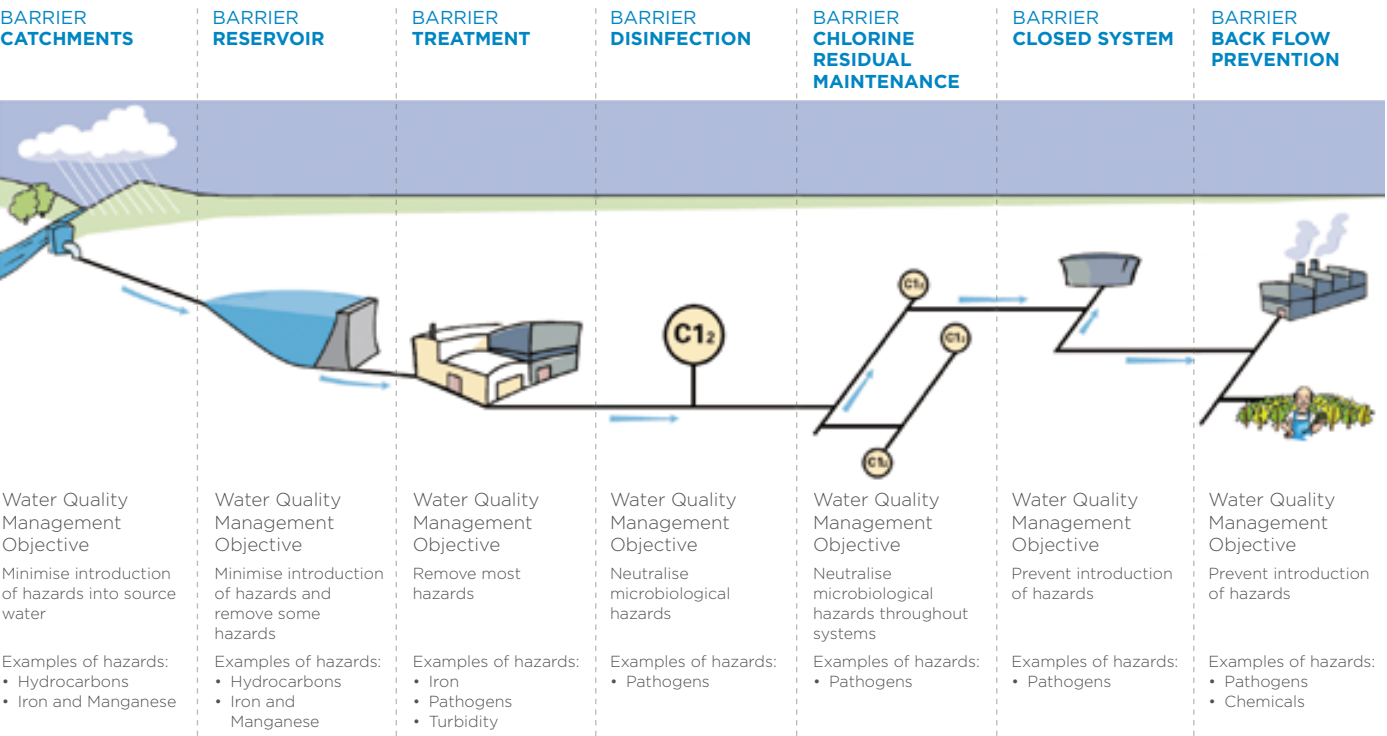 BARRIER
CATCHMENTS
BARRIER
RESERVOIR
BARRIER
TREATMENT
BARRIER
DISINFECTION
BARRIER
CHLORINE
RESIDUAL
MAINTENANCE
BARRIER
CLOSED SYSTEM
BARRIER
BACK FLOW
PREVENTION
C1₂
C1₂
C1₂
C1₂
Water Quality
Management
Objective
Minimise introduction
of hazards into source
water
Examples of hazards:
• Hydrocarbons
• Iron and Manganese
Water Quality
Management
Objective
Minimise introduction
of hazards and
remove some
hazards
Examples of hazards:
• Hydrocarbons
• Iron and
Manganese
Water Quality
Management
Objective
Remove most
hazards
Examples of hazards:
• Iron
• Pathogens
• Turbidity
Water Quality
Management
Objective
Neutralise
microbiological
hazards
Examples of hazards:
• Pathogens
Water Quality
Management
Objective
Neutralise
microbiological
hazards throughout
systems
Examples of hazards:
• Pathogens
Water Quality
Management
Objective
Prevent introduction
of hazards
Examples of hazards:
• Pathogens
Water Quality
Management
Objective
Prevent introduction
of hazards
Examples of hazards:
• Pathogens
• Chemicals